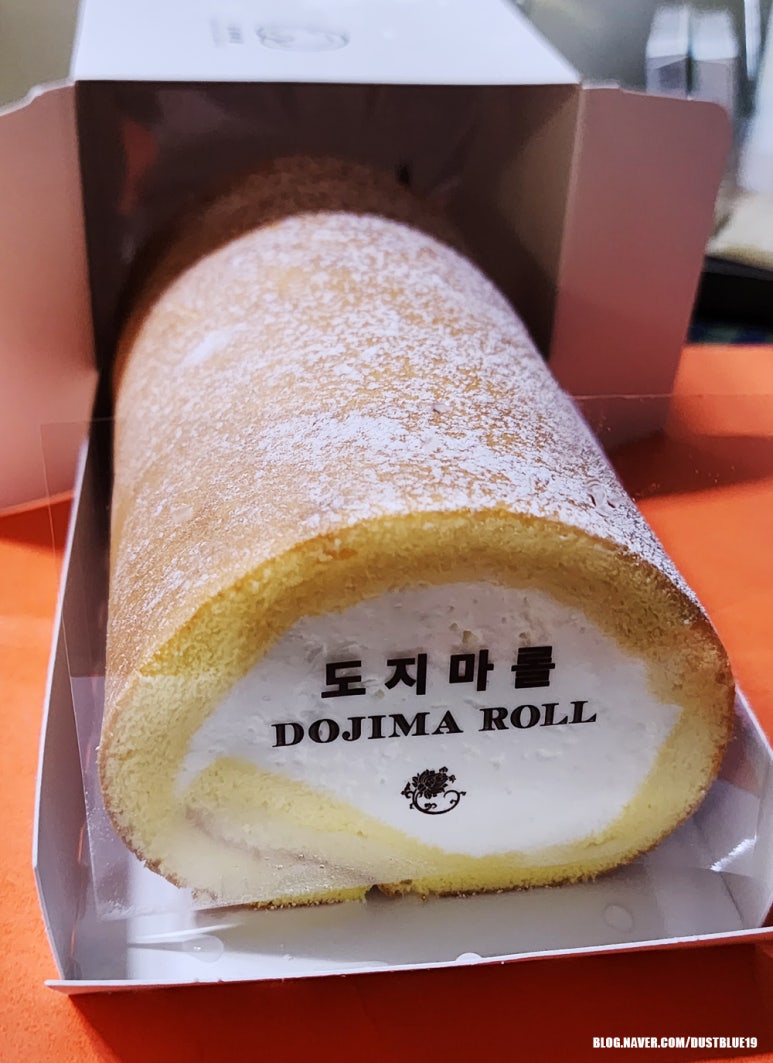 도지마롤
DOJIMA ROLL
BLOG.NAVER.COM/DUSTBLUE19